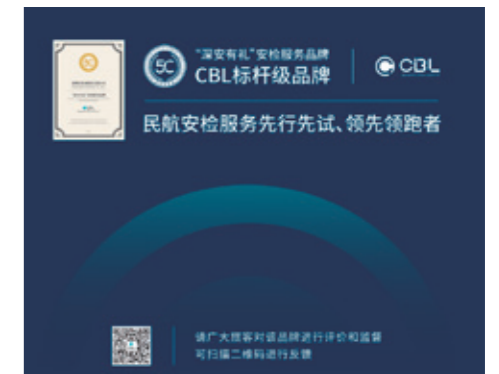 5C
"深安有礼"安检服务品牌
CBL标杆级品牌
CBL
民航安检服务先行先试、领先领跑者
请广大旅客对该品牌进行评价和监督
可扫描二维码进行反馈